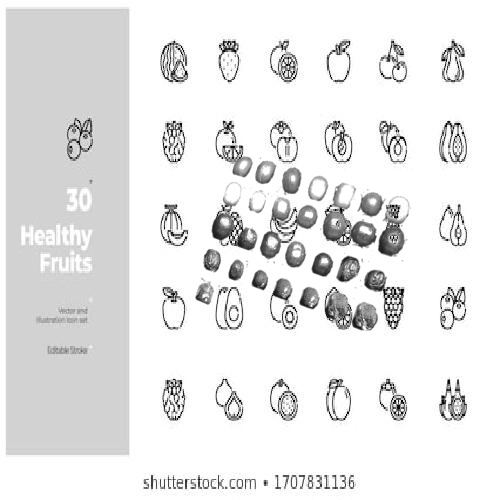 30
Healthy
Fruits
Vector and
Illustration icon set
Editable Stroke
shutterstock.com • 1707831136